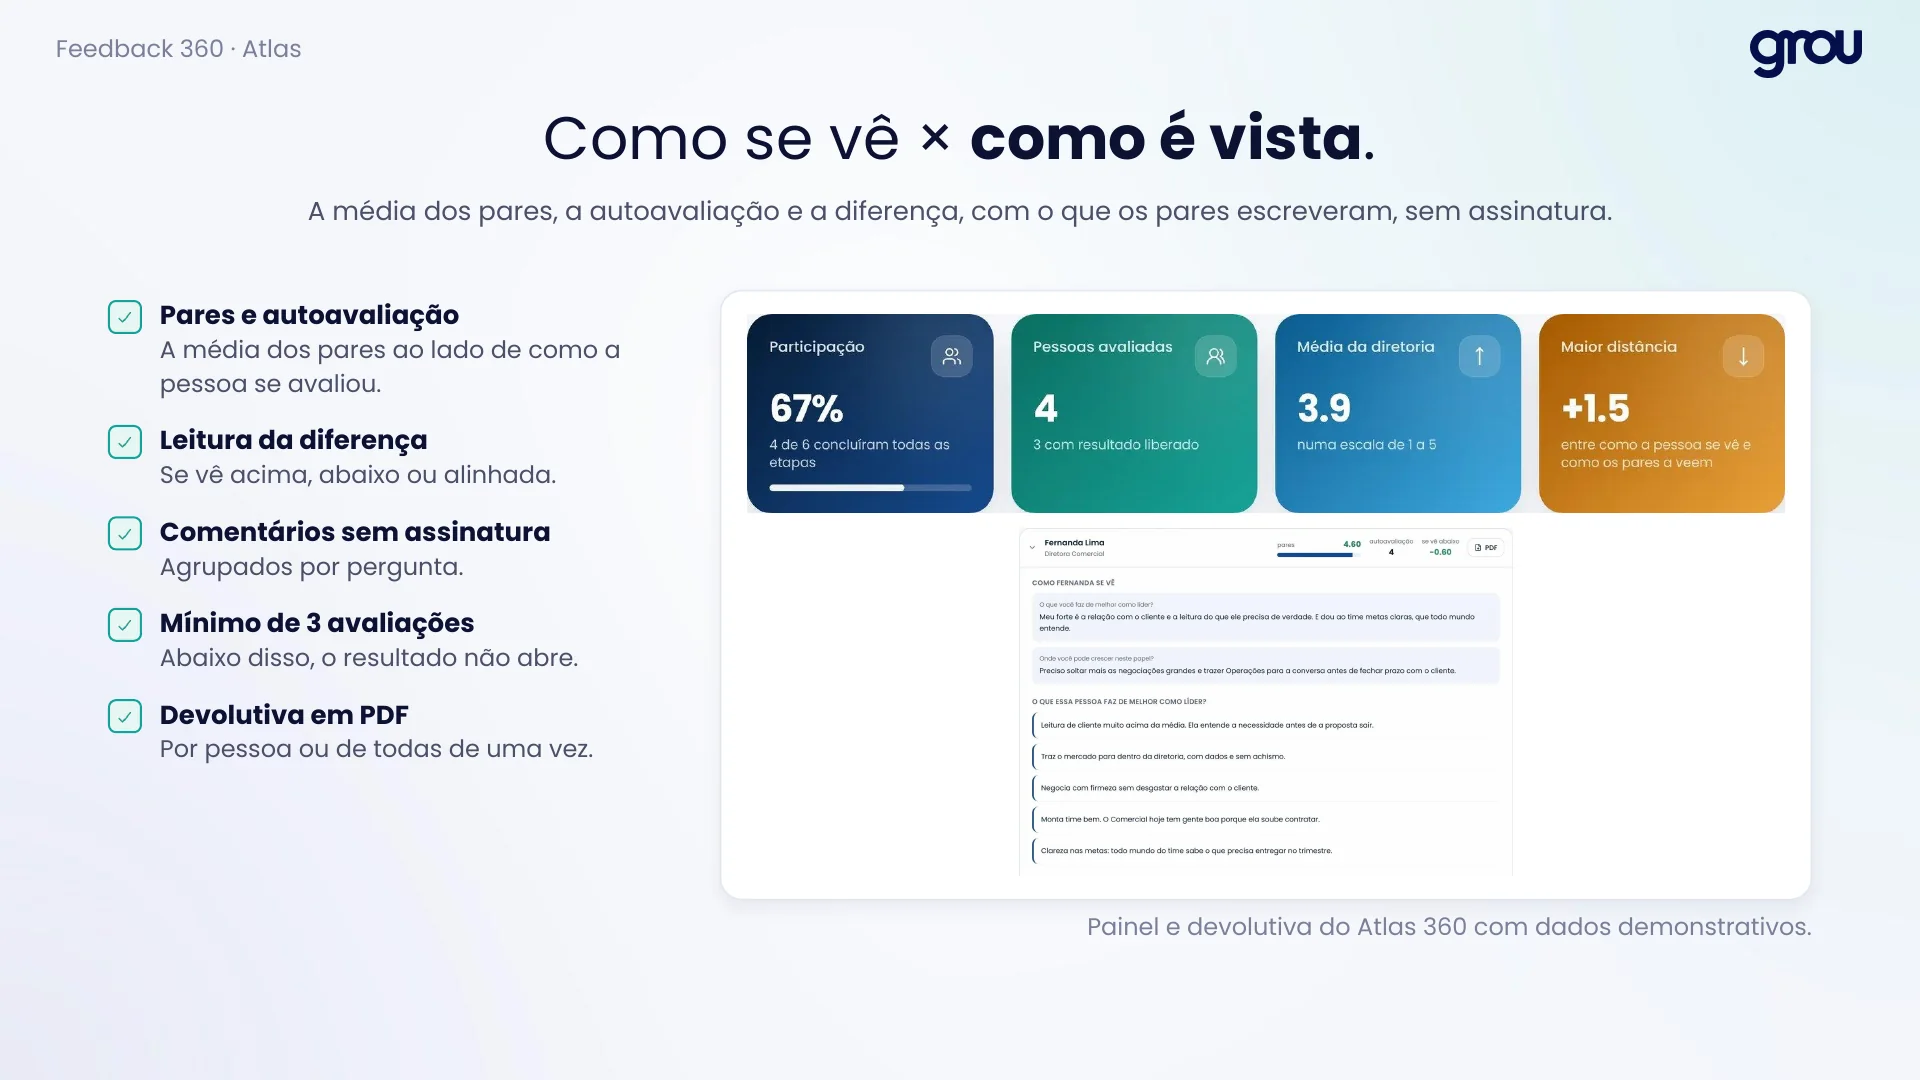 Feedback 360 · Atlas
grou
Como se vê × como é vista.
A média dos pares, a autoavaliação e a diferença, com o que os pares escreveram, sem assinatura.
Pares e autoavaliação
A média dos pares ao lado de como a
pessoa se avaliou.
Leitura da diferença
Se vê acima, abaixo ou alinhada.
Comentários sem assinatura
Agrupados por pergunta.
Mínimo de 3 avaliações
Abaixo disso, o resultado não abre.
Devolutiva em PDF
Por pessoa ou de todas de uma vez.
Participação
67%
4 de 6 concluíram todas as
etapas
Pessoas avaliadas
4
3 com resultado liberado
Média da diretoria
3.9
numa escala de 1 a 5
Maior distância
+1.5
entre como a pessoa se vê e
como os pares a veem
Fernanda Lima
Diretora Comercial
pares 4.60
autoavaliação
4
se vê abaixo
-0.60
PDF
COMO FERNANDA SE VÊ
O que você faz de melhor como líder?
Meu forte é a relação com o cliente e a leitura do que ele precisa de verdade. E dou ao time metas claras, que todo mundo
entende.
Onde você pode crescer neste papel?
Preciso soltar mais as negociações grandes e trazer Operações para a conversa antes de fechar prazo com o cliente.
O QUE ESSA PESSOA FAZ DE MELHOR COMO LÍDER?
Leitura de cliente muito acima da média. Ela entende a necessidade antes de a proposta sair.
Traz o mercado para dentro da diretoria, com dados e sem achismo.
Negocia com firmeza sem desgastar a relação com o cliente.
Monta time bem. O Comercial hoje tem gente boa porque ela soube contratar.
Clareza nas metas: todo mundo do time sabe o que precisa entregar no trimestre.
Painel e devolutiva do Atlas 360 com dados demonstrativos.